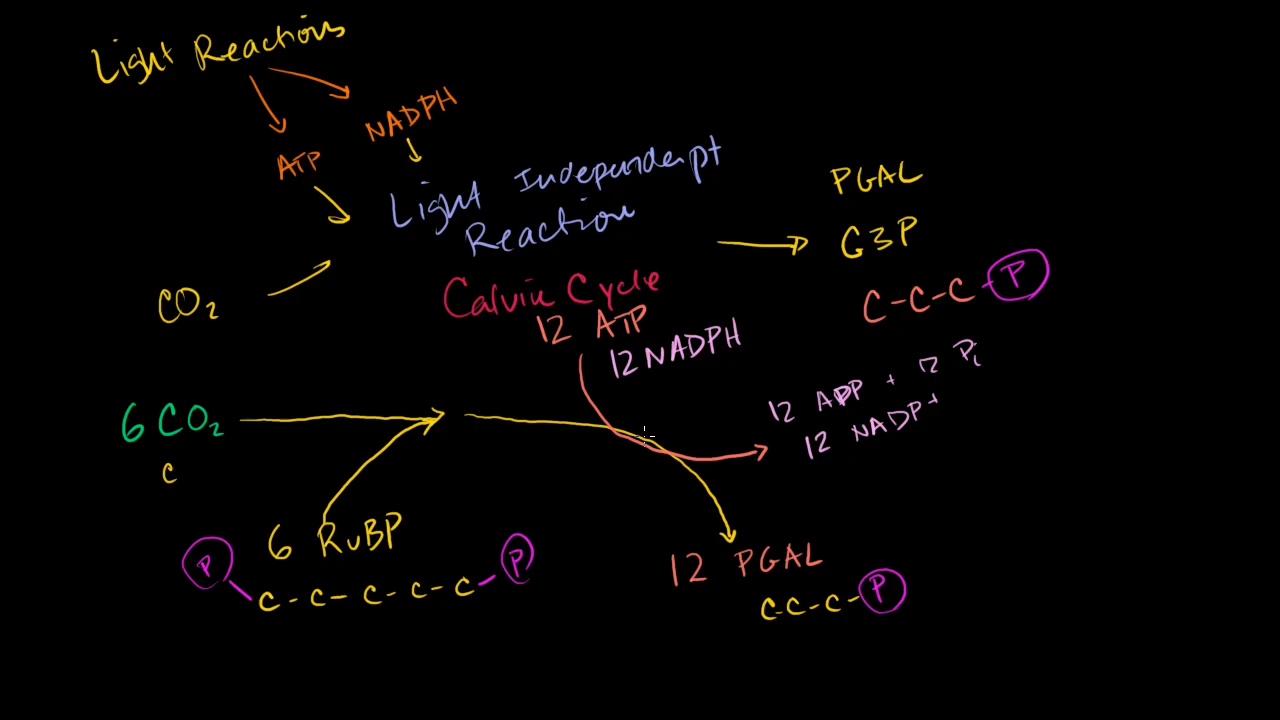 Light Reactions
ATP
NADPH
Light Independent
Reaction
Calvin Cycle
CO₂
PGAL
G3P
C-C-C-P
12 ATP
12 NADPH
12 ADP + 12 Pi
12 NADP+
6 CO₂
C
6 RuBP
P-C-C-C-C-C-P
12 PGAL
C-C-C-P